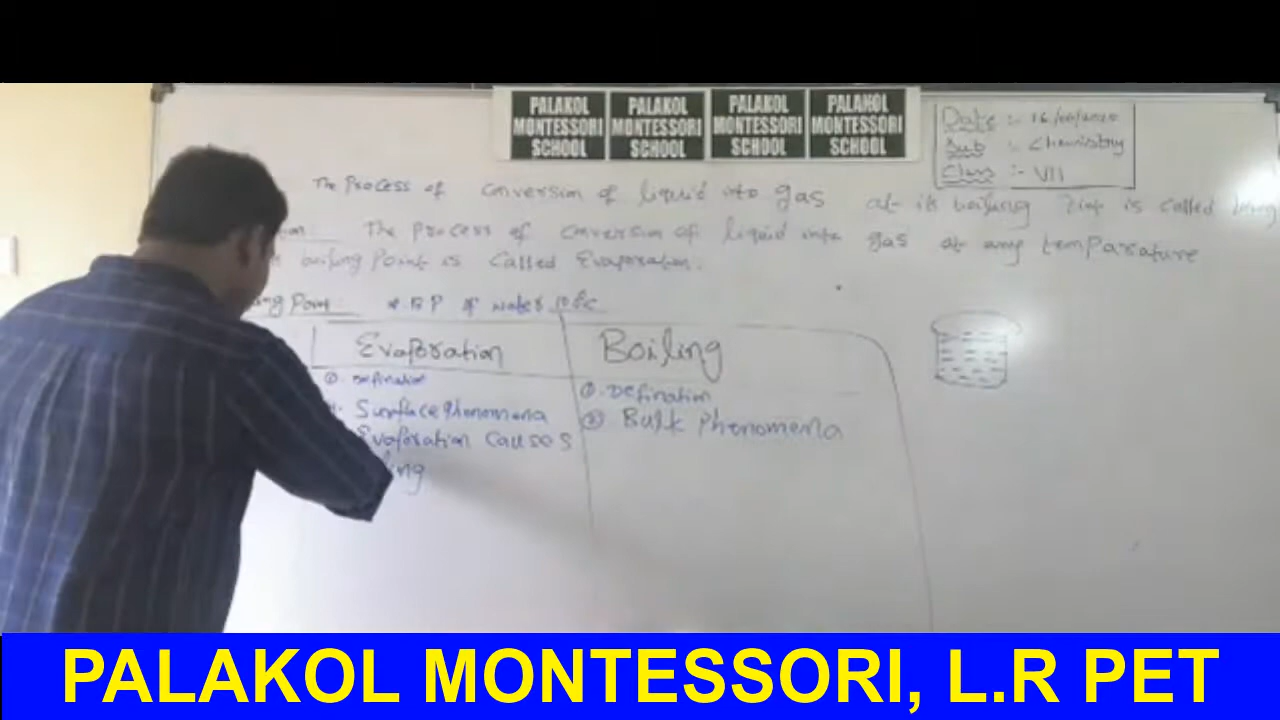 PALAKOL MONTESSORI SCHOOL
PALAKOL MONTESSORI SCHOOL
PALAKOL MONTESSORI SCHOOL
PALAKOL MONTESSORI SCHOOL
Date :-
Sub :- Chemistry
Class :- VII
The Process of conversion of liquid into gas at its boiling is called
The Process of conversion of liquid into gas at any temparature
boiling Point is called Evaporation.
Point * B.P of water
Evaporation Boiling
①. Defination ①. Defination
Surface Phenomena ② Bulk Phenomena
Evaporation causes
PALAKOL MONTESSORI, L.R PET